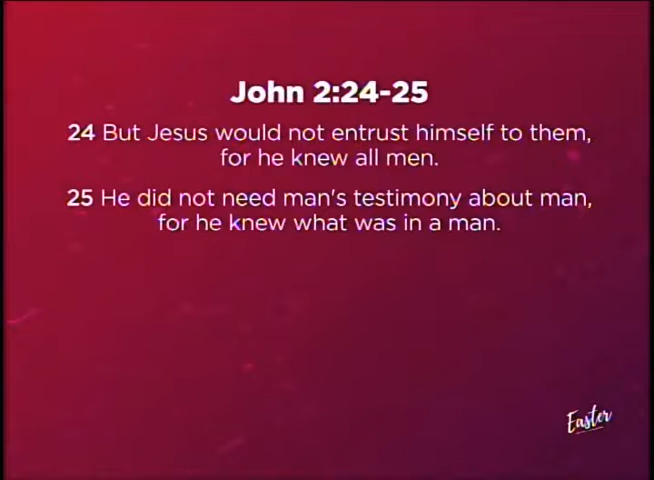 John 2:24-25
24 But Jesus would not entrust himself to them,
for he knew all men.
25 He did not need man's testimony about man,
for he knew what was in a man.
Easter